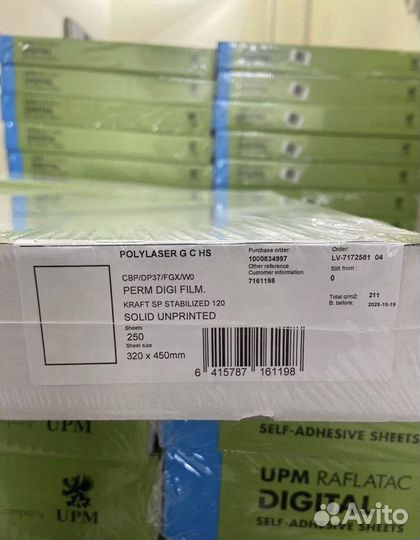 DIGITAL
DIGITAL
POLYLASER G C HS
CBP/DP37/FGX/W0
PERM DIGI FILM.
KRAFT SP STABILIZED 120
SOLID UNPRINTED
Sheets
250
Sheet size
320 x 450mm
Purchase order:
1000834997
Other reference
Customer information
7161198
Order:
LV-7172581 04
Slit from :
0
Total q/m2: 211
B. before: 2025-10-19
6 415787 161198
UPM
SELF-ADHESIVE SHEETS
Company
UPM
UPM RAFLATAC
DIGITAL
SELF-ADHESIVE SHEETS
Avito